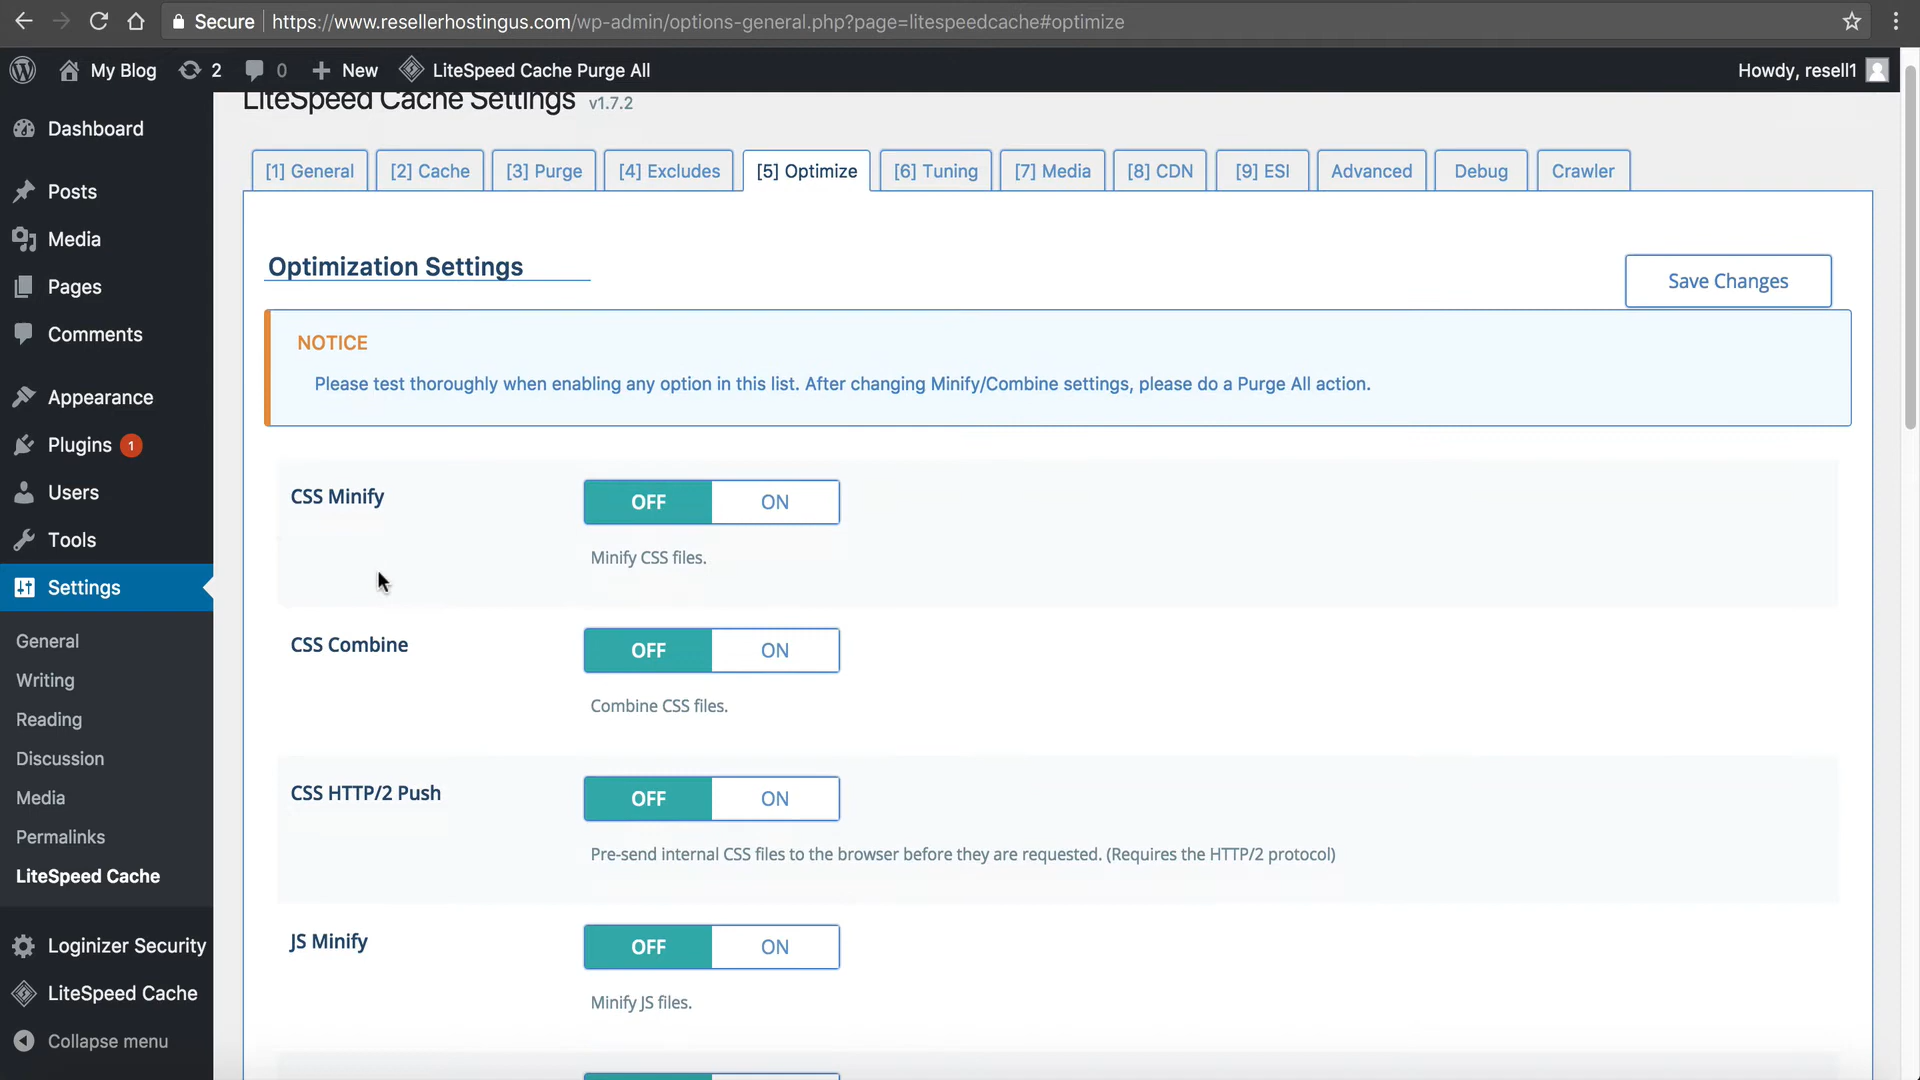 Secure https://www.resellerhostingus.com/wp-admin/options-general.php?page=litespeedcache#optimize
My Blog 2 0 New LiteSpeed Cache Purge All Howdy, resell1
LiteSpeed Cache Settings v1.7.2
[1] General [2] Cache [3] Purge [4] Excludes [5] Optimize [6] Tuning [7] Media [8] CDN [9] ESI Advanced Debug Crawler
Dashboard
Posts
Media
Pages
Comments
Appearance
Plugins 1
Users
Tools
Settings
General
Writing
Reading
Discussion
Media
Permalinks
LiteSpeed Cache
Loginizer Security
LiteSpeed Cache
Collapse menu
Optimization Settings
Save Changes
NOTICE
Please test thoroughly when enabling any option in this list. After changing Minify/Combine settings, please do a Purge All action.
CSS Minify OFF ON
Minify CSS files.
CSS Combine OFF ON
Combine CSS files.
CSS HTTP/2 Push OFF ON
Pre-send internal CSS files to the browser before they are requested. (Requires the HTTP/2 protocol)
JS Minify OFF ON
Minify JS files.